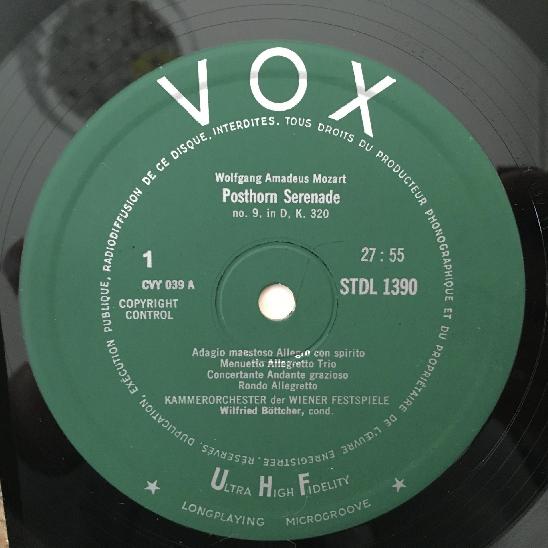 VOX
DUPLICATION, EXÉCUTION PUBLIQUE, RADIODIFFUSION DE CE DISQUE, INTERDITES. TOUS DROITS DU PRODUCTEUR PHONOGRAPHIQUE ET DU PROPRIETAIRE DE L'ŒUVRE ENREGISTREE. RÉSERVÉS.
Wolfgang Amadeus Mozart
Posthorn Serenade
no. 9, in D, K. 320
1
27 : 55
CVY 039 A
STDL 1390
COPYRIGHT
CONTROL
Adagio maestoso Allegro con spirito
Menuetto Allegretto Trio
Concertante Andante grazioso
Rondo Allegretto
KAMMERORCHESTER der WIENER FESTSPIELE
Wilfried Böttcher, cond.
ULTRA HIGH FIDELITY
LONGPLAYING MICROGROOVE